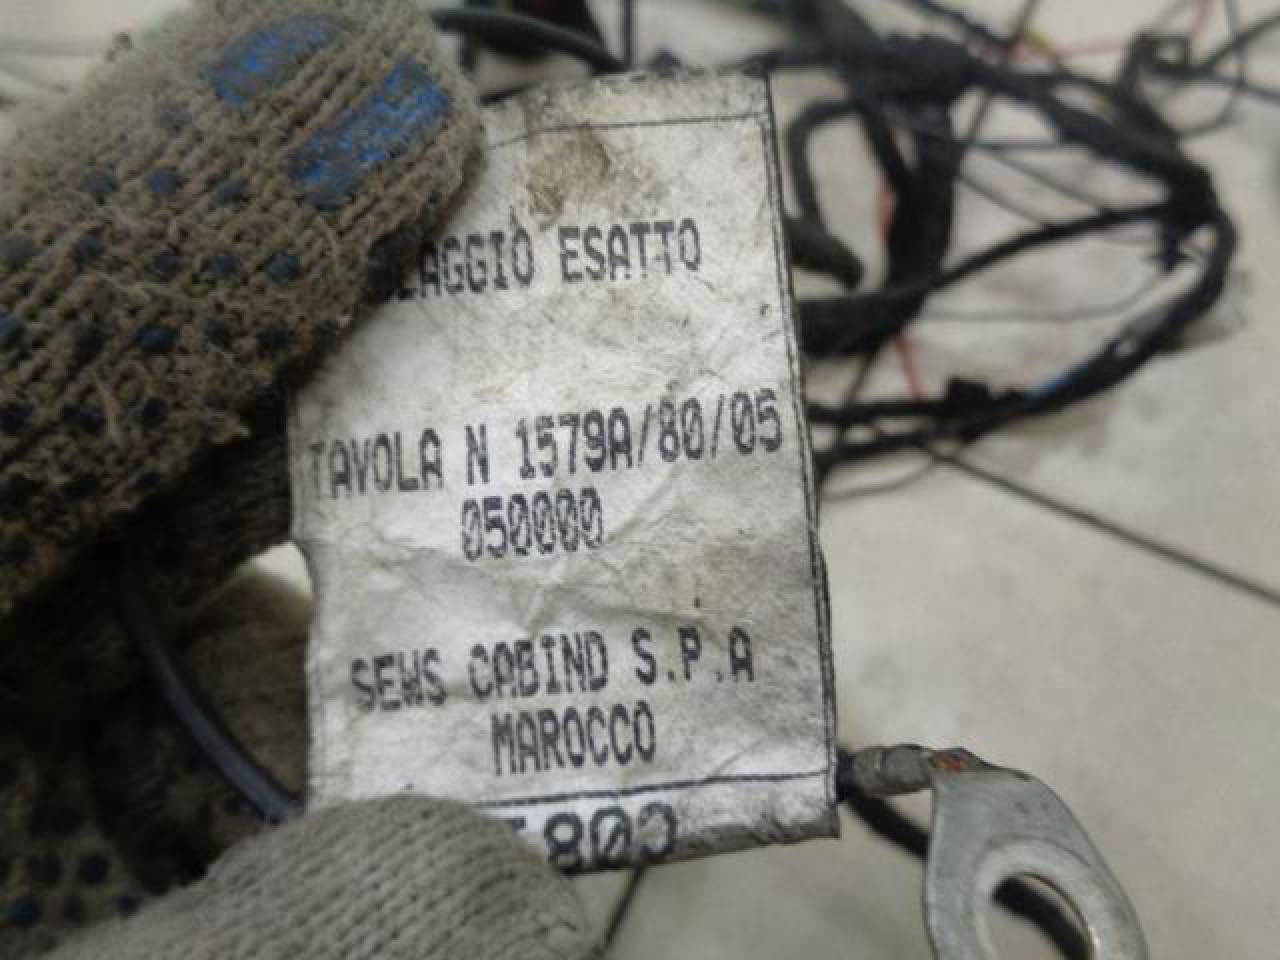 ESATTO
TAVOLA N 1579A/80/05
050000
SEWS CABIND S.P.A
MAROCCO